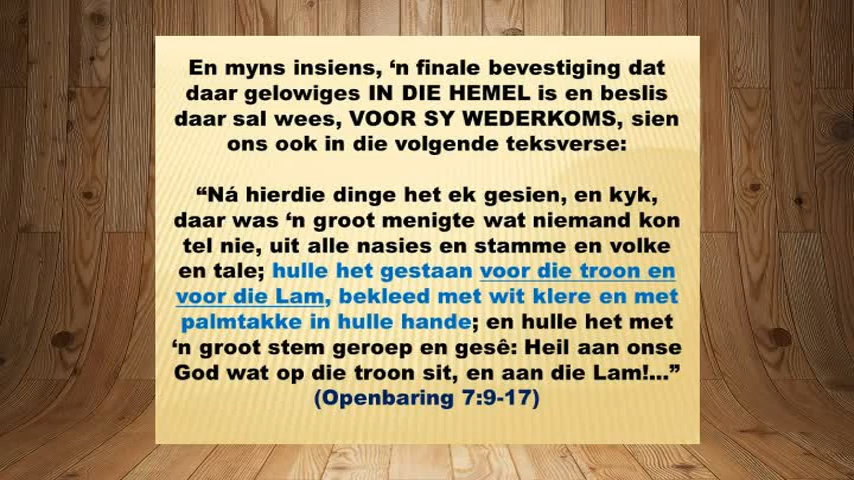 En myns insiens, ‘n finale bevestiging dat
daar gelowiges IN DIE HEMEL is en beslis
daar sal wees, VOOR SY WEDERKOMS, sien
ons ook in die volgende teksverse:
“Ná hierdie dinge het ek gesien, en kyk,
daar was ‘n groot menigte wat niemand kon
tel nie, uit alle nasies en stamme en volke
en tale; hulle het gestaan voor die troon en
voor die Lam, bekleed met wit klere en met
palmtakke in hulle hande; en hulle het met
‘n groot stem geroep en gesê: Heil aan onse
God wat op die troon sit, en aan die Lam!...”
(Openbaring 7:9-17)